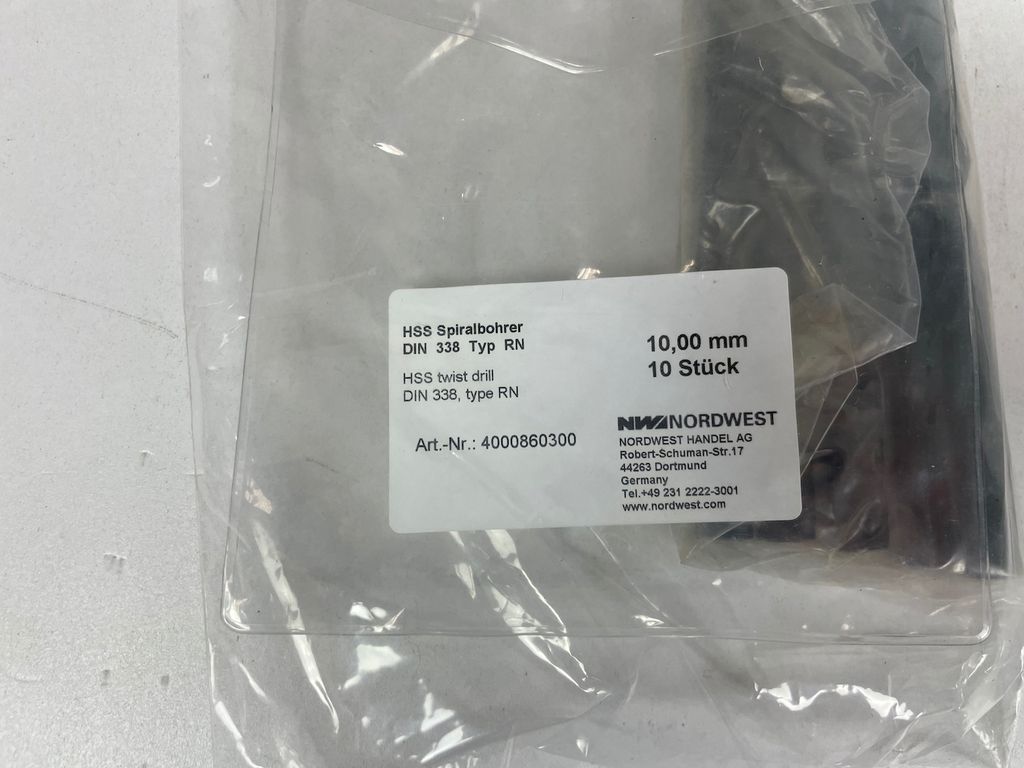 HSS Spiralbohrer
DIN 338 Typ RN
HSS twist drill
DIN 338, type RN
Art.-Nr.: 4000860300
10,00 mm
10 Stück
NW NORDWEST
NORDWEST HANDEL AG
Robert-Schuman-Str.17
44263 Dortmund
Germany
Tel.+49 231 2222-3001
www.nordwest.com